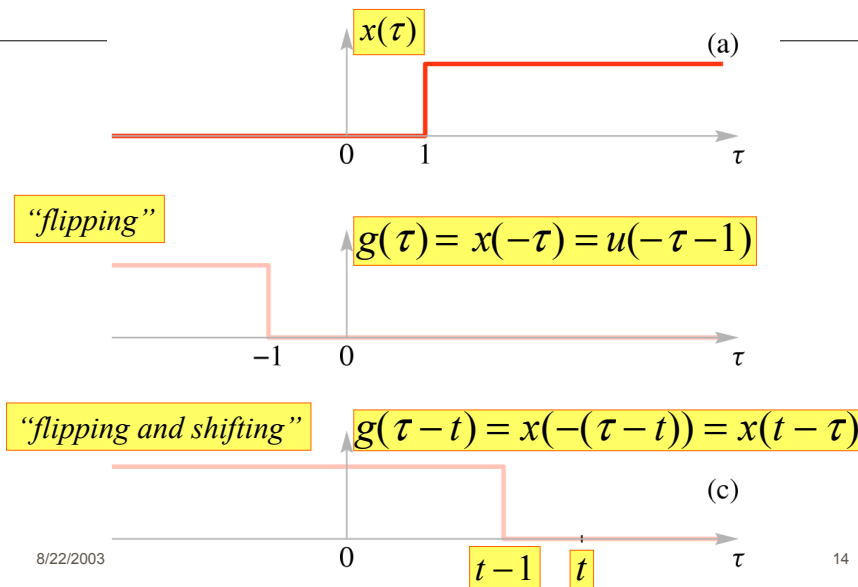 x(τ)
(a)
0 1 τ
“flipping”
g(τ) = x(−τ) = u(−τ −1)
−1 0 τ
“flipping and shifting”
g(τ − t) = x(−(τ − t)) = x(t − τ)
(c)
8/22/2003
0 t −1 t τ
14